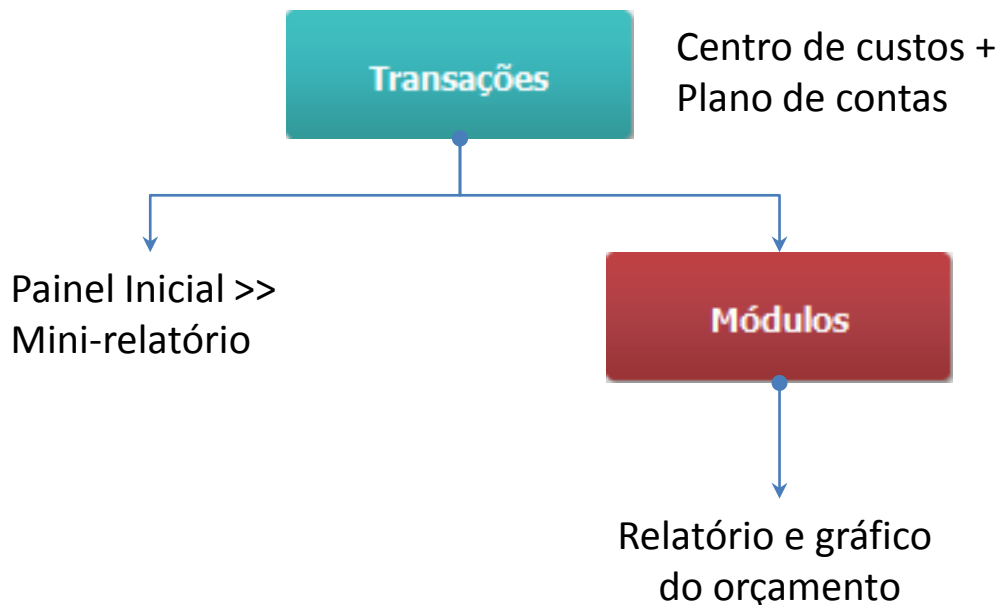 Transações
Centro de custos +
Plano de contas
Painel Inicial >>
Mini-relatório
Módulos
Relatório e gráfico
do orçamento